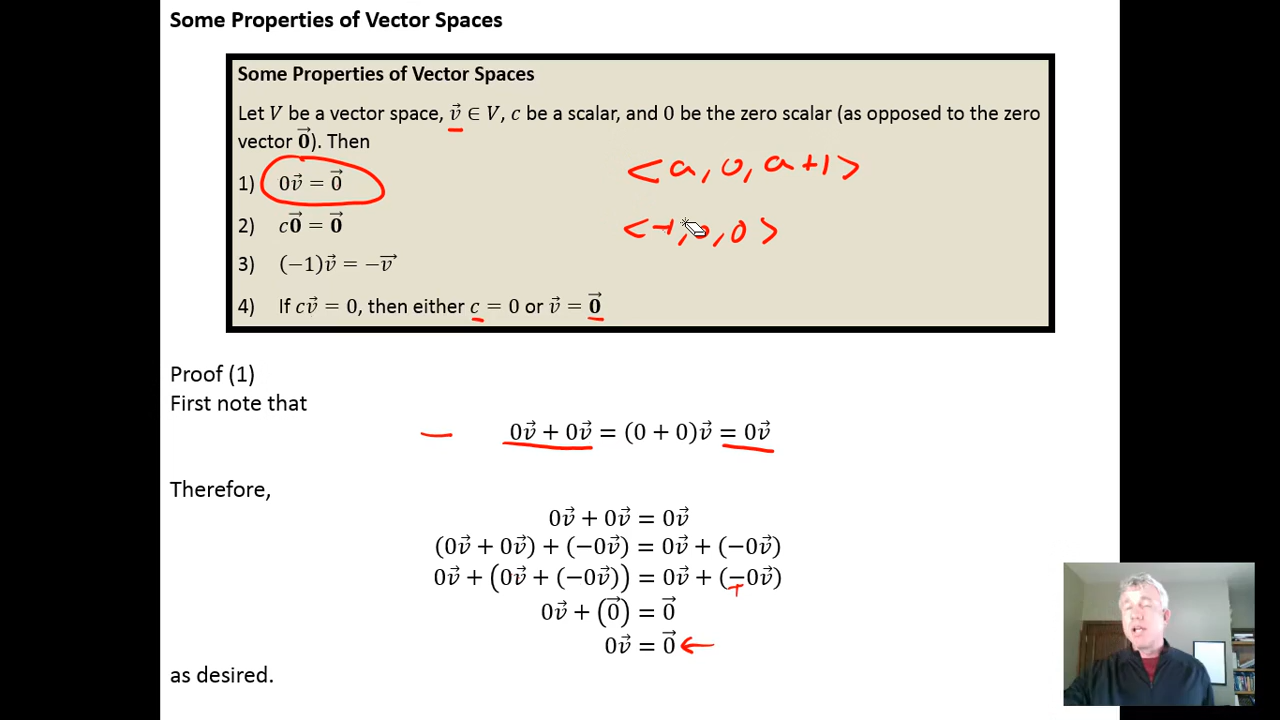 Some Properties of Vector Spaces
Some Properties of Vector Spaces
Let V be a vector space, v⃗ ∈ V, c be a scalar, and 0 be the zero scalar (as opposed to the zero
vector 0⃗). Then
1) 0v⃗ = 0⃗
<a, 0, a+1>
2) c0⃗ = 0⃗
<-1, 0, 0>
3) (−1)v⃗ = −v⃗
4) If cv⃗ = 0, then either c = 0 or v⃗ = 0⃗
Proof (1)
First note that
0v⃗ + 0v⃗ = (0 + 0)v⃗ = 0v⃗
Therefore,
0v⃗ + 0v⃗ = 0v⃗
(0v⃗ + 0v⃗) + (−0v⃗) = 0v⃗ + (−0v⃗)
0v⃗ + (0v⃗ + (−0v⃗)) = 0v⃗ + (−0v⃗)
0v⃗ + (0⃗) = 0⃗
0v⃗ = 0⃗
as desired.